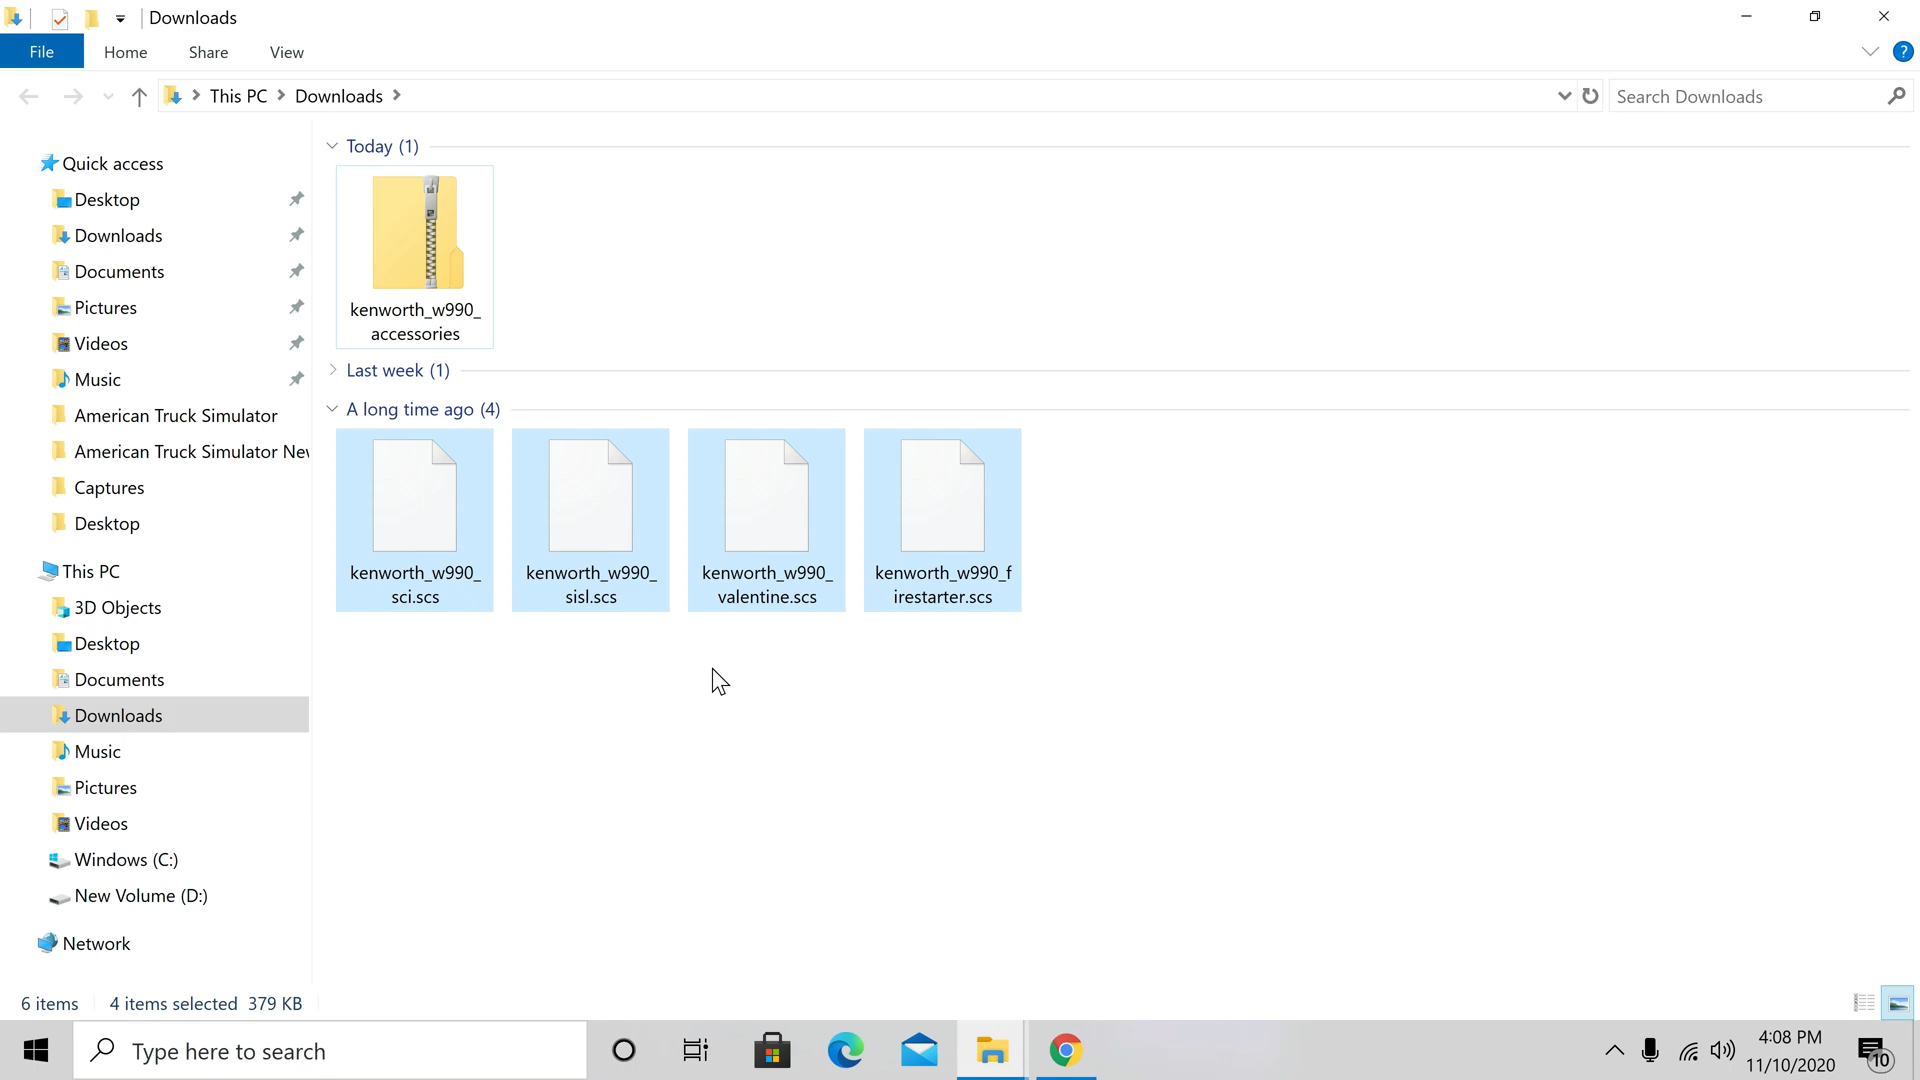 Downloads
File
Home
Share
View
This PC
Downloads
Search Downloads
Quick access
Desktop
Downloads
Documents
Pictures
Videos
Music
American Truck Simulator
American Truck Simulator Nev
Captures
Desktop
This PC
3D Objects
Desktop
Documents
Downloads
Music
Pictures
Videos
Windows (C:)
New Volume (D:)
Network
Today (1)
kenworth_w990_
accessories
Last week (1)
A long time ago (4)
kenworth_w990_
sci.scs
kenworth_w990_
sisl.scs
kenworth_w990_
valentine.scs
kenworth_w990_f
irestarter.scs
6 items
4 items selected 379 KB
Type here to search
4:08 PM
11/10/2020
10